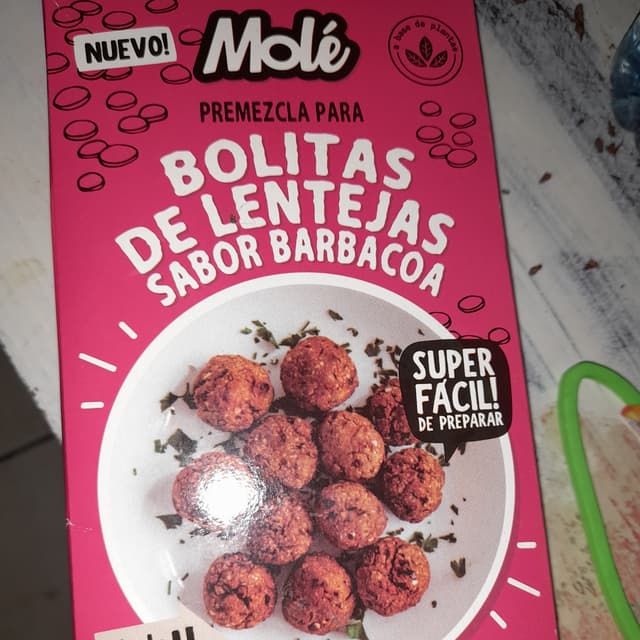 NUEVO!
Molé
a base de plantas
PREMEZCLA PARA
BOLITAS
DE LENTEJAS
SABOR BARBACOA
SUPER
FÁCIL!
DE PREPARAR